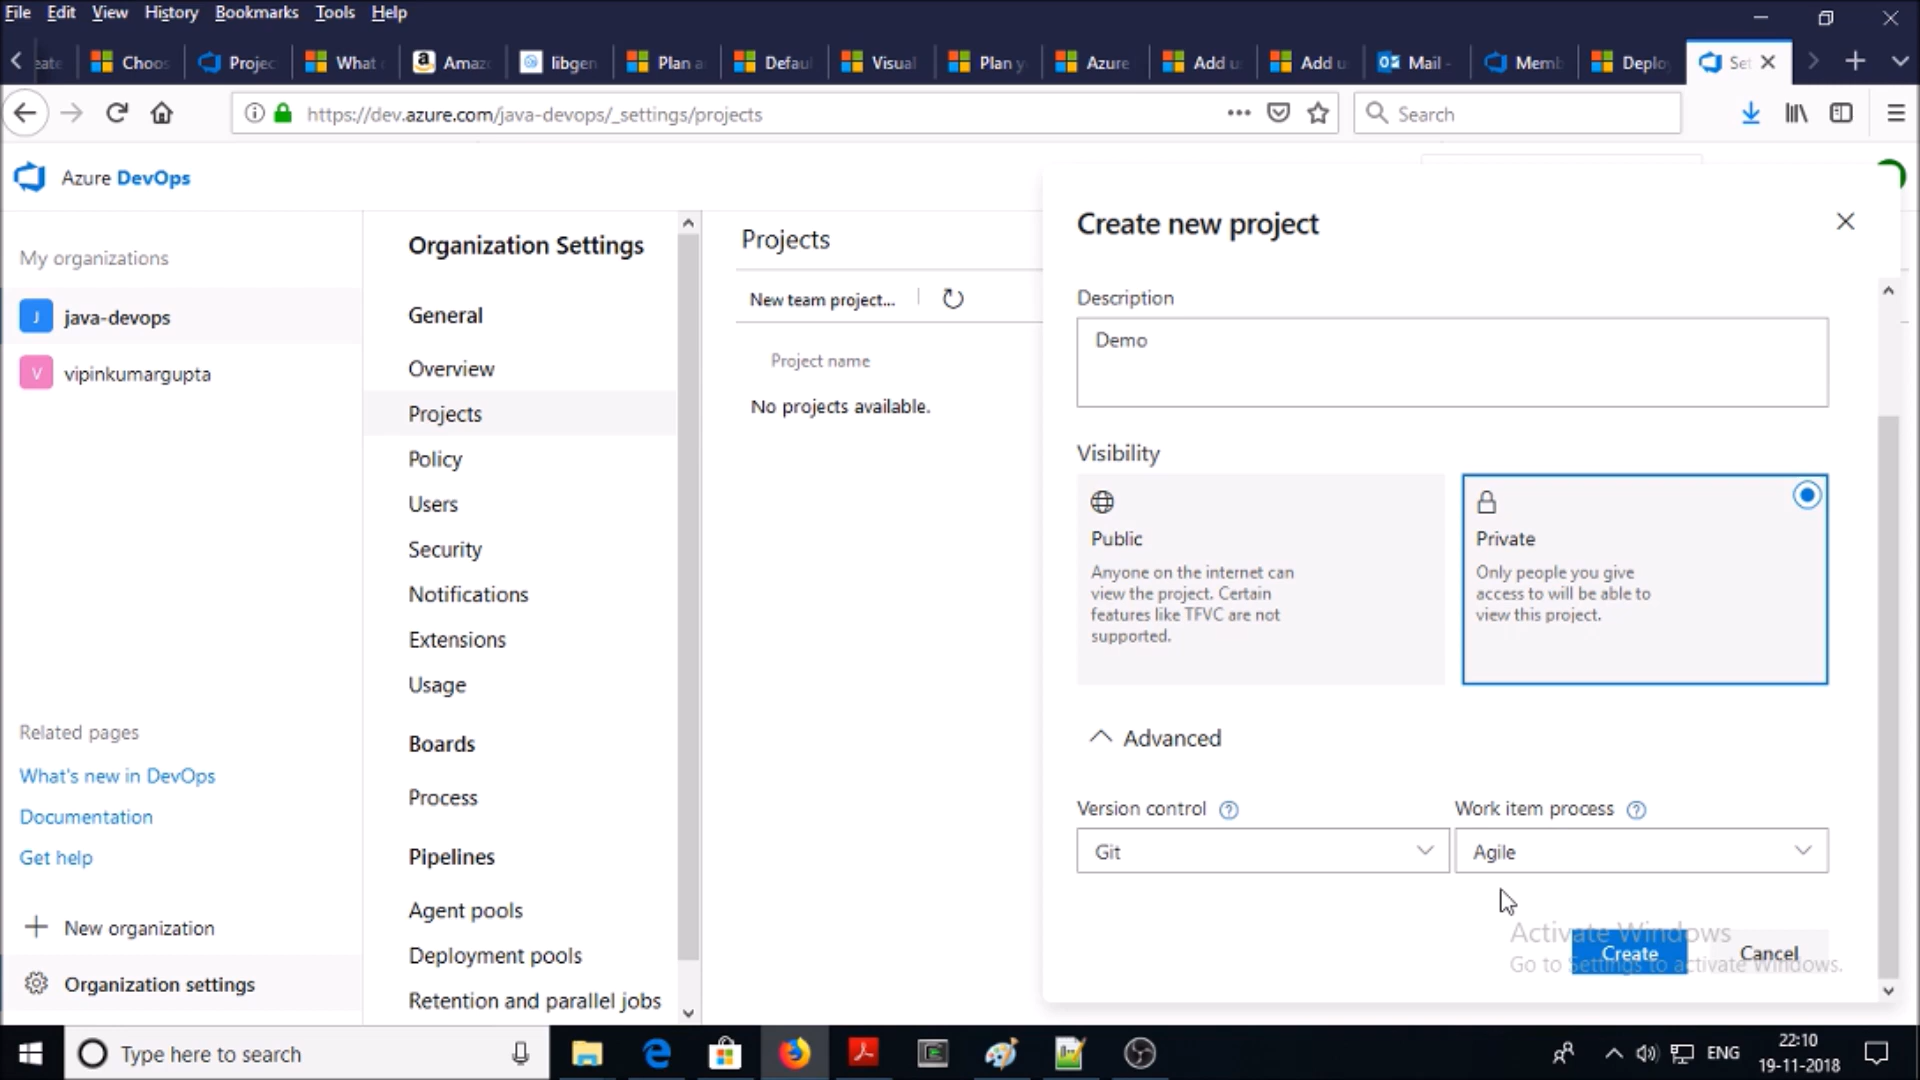 File Edit View History Bookmarks Tools Help
eate Choos Projec What Amazo libgen Plan a Defau Visual Plan y Azure Add u Add u Mail - Memb Deplo Set
https://dev.azure.com/java-devops/_settings/projects
Search
Azure DevOps
My organizations
J java-devops
V vipinkumargupta
Related pages
What's new in DevOps
Documentation
Get help
New organization
Organization settings
Organization Settings
General
Overview
Projects
Policy
Users
Security
Notifications
Extensions
Usage
Boards
Process
Pipelines
Agent pools
Deployment pools
Retention and parallel jobs
Projects
New team project...
Project name
No projects available.
Create new project
Description
Demo
Visibility
Public
Anyone on the internet can
view the project. Certain
features like TFVC are not
supported.
Private
Only people you give
access to will be able to
view this project.
Advanced
Version control ?
Work item process ?
Git
Agile
Activate Windows
Go to Settings to activate Windows.
Create
Cancel
Type here to search
ENG
22:10
19-11-2018